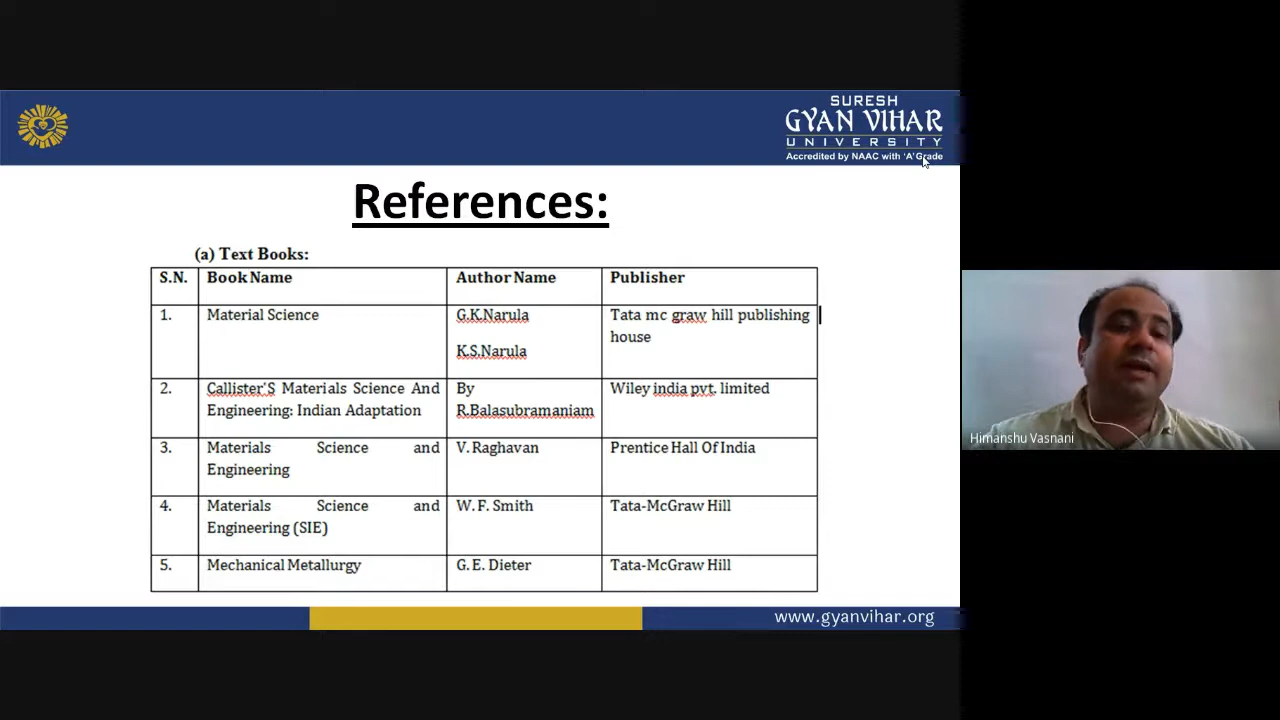 SURESH
GYAN VIHAR
UNIVERSITY
Accredited by NAAC with 'A' Grade
References:
(a) Text Books:
S.N. Book Name Author Name Publisher
1. Material Science G.K.Narula Tata mc graw hill publishing
house
K.S.Narula
2. Callister'S Materials Science And By Wiley india pvt. limited
Engineering: Indian Adaptation R.Balasubramaniam
3. Materials Science and V. Raghavan Prentice Hall Of India
Engineering
4. Materials Science and W. F. Smith Tata-McGraw Hill
Engineering (SIE)
5. Mechanical Metallurgy G. E. Dieter Tata-McGraw Hill
www.gyanvihar.org
Himanshu Vasnani